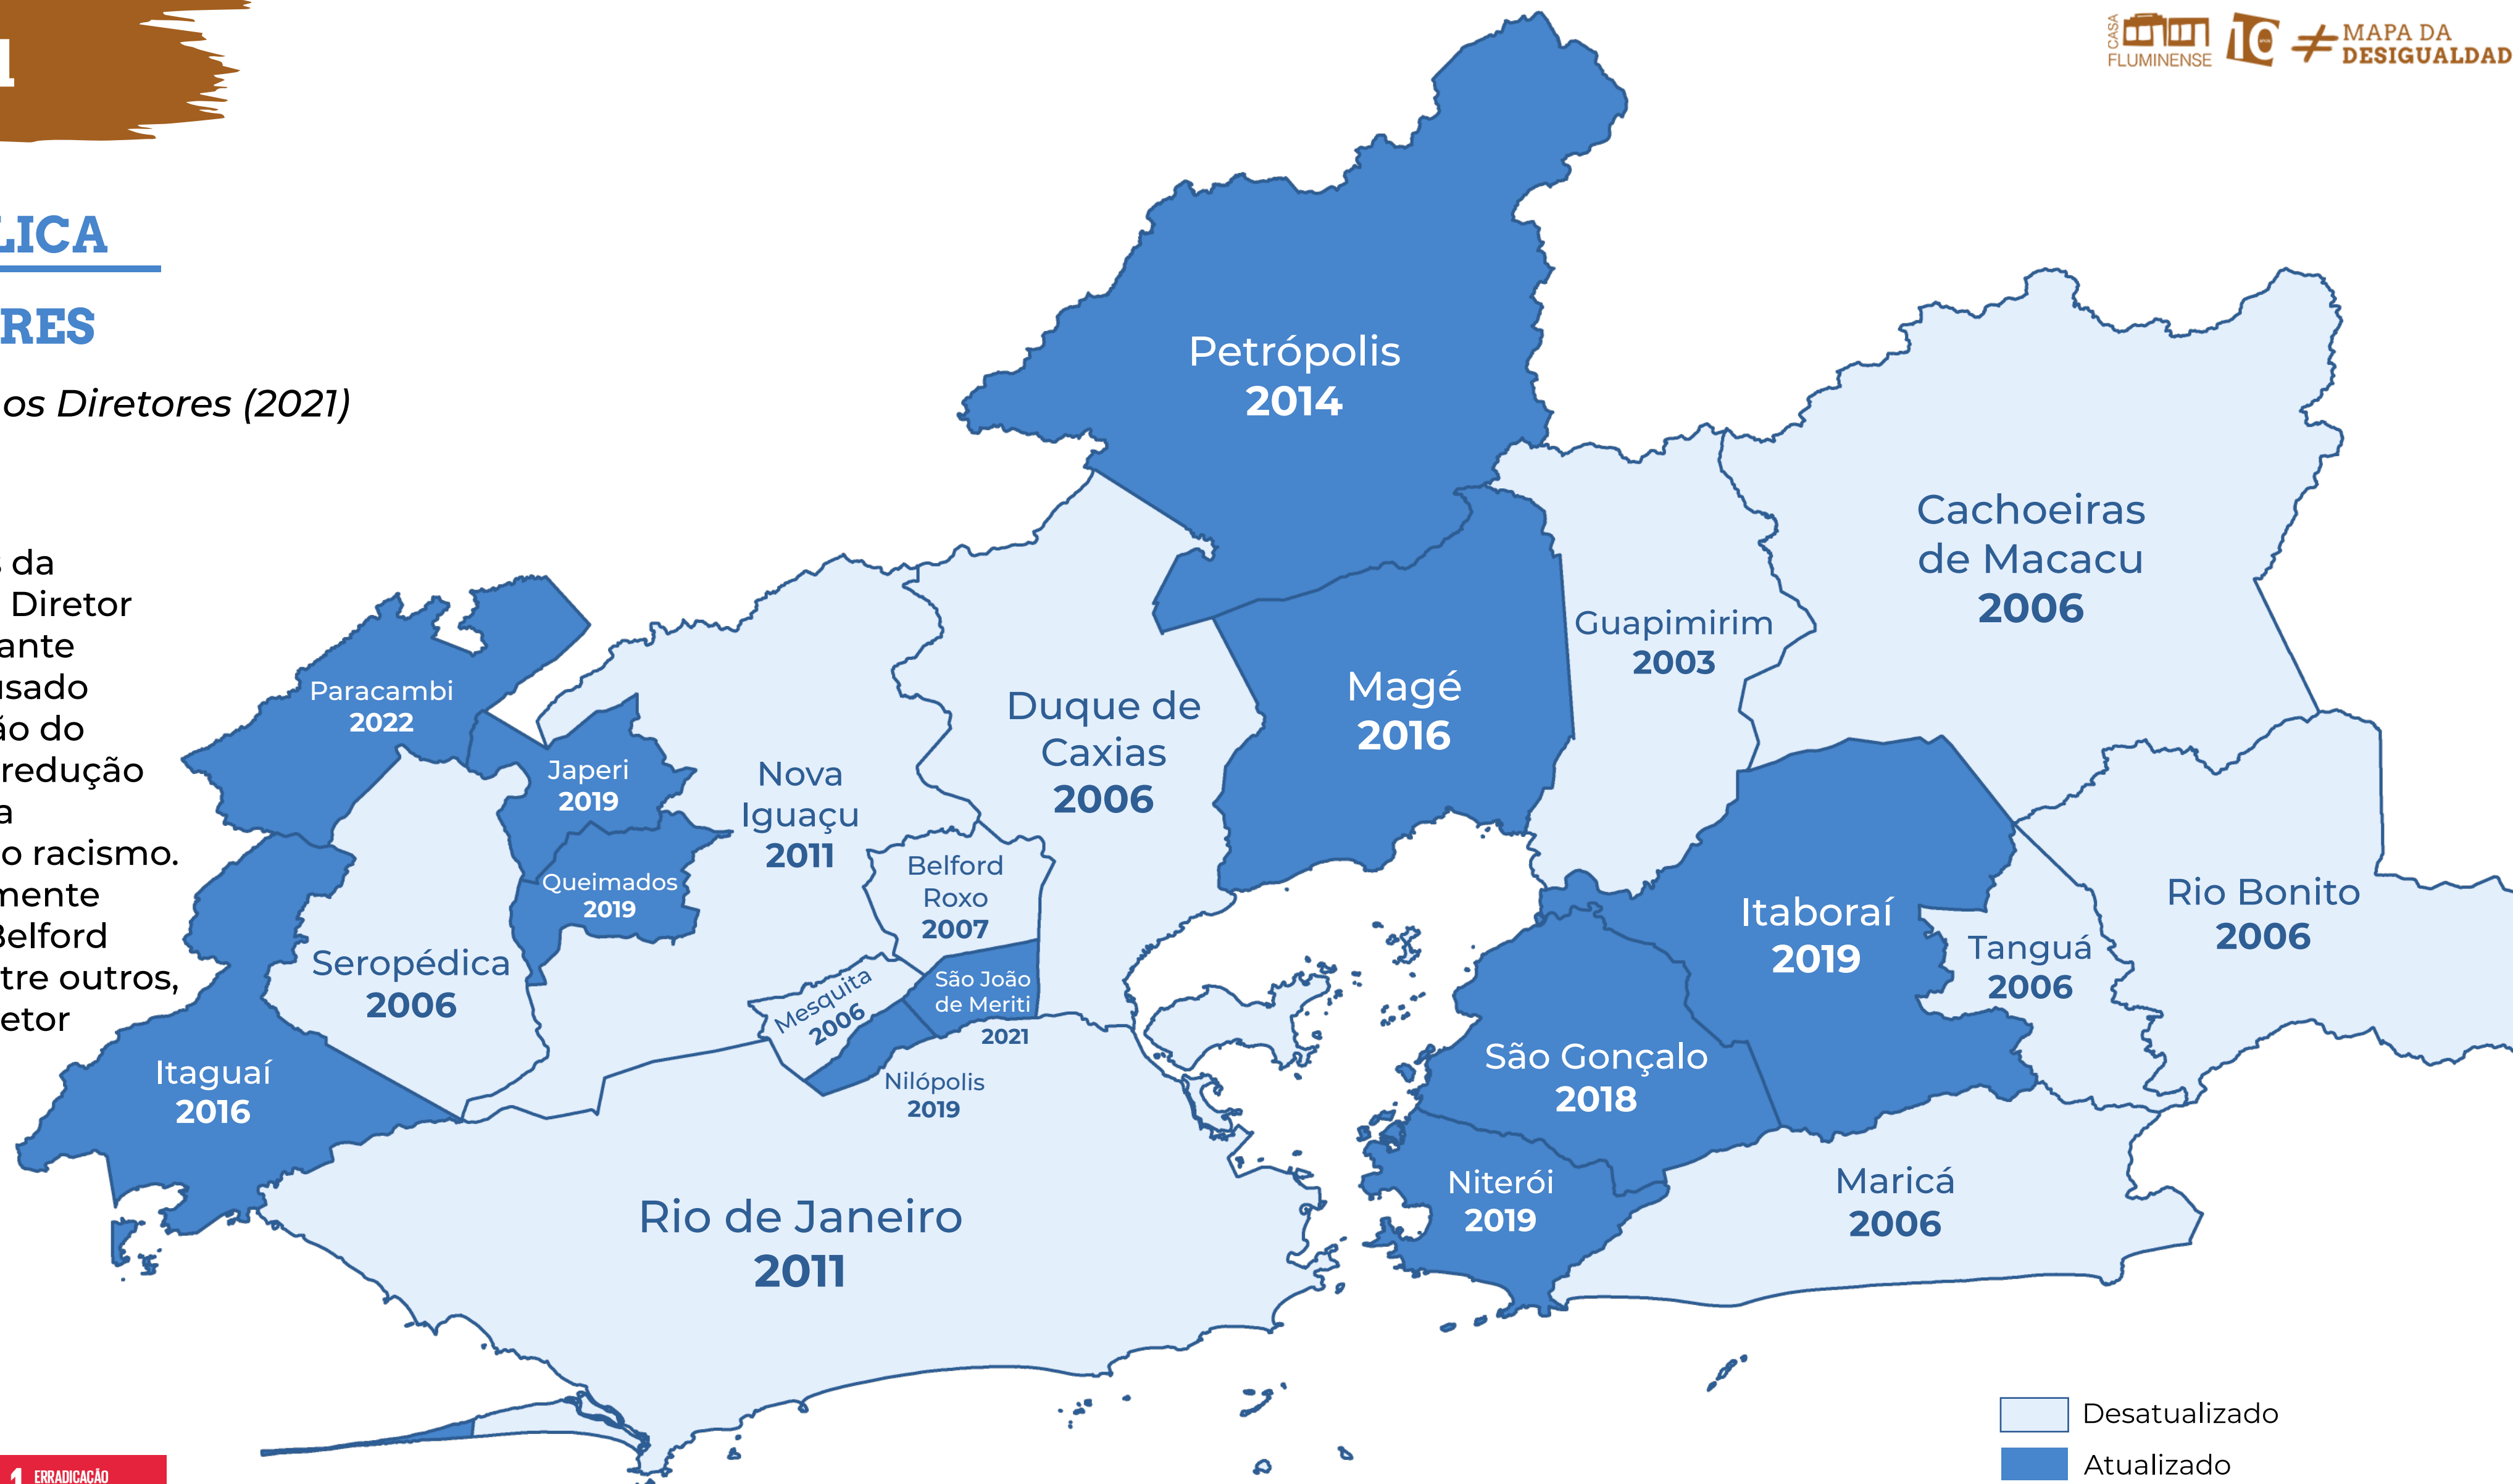 1
CASA
FLUMINENSE
10
anos
≠ MAPA DA
DESIGUALDAD
LICA
RES
os Diretores (2021)
s da
Diretor
ante
usado
ão do
redução
a
o racismo.
mente
Belford
tre outros,
etor
Petrópolis
2014
Cachoeiras
de Macacu
2006
Guapimirim
2003
Magé
2016
Duque de
Caxias
2006
Paracambi
2022
Japeri
2019
Nova
Iguaçu
2011
Queimados
2019
Belford
Roxo
2007
Seropédica
2006
Mesquita
2006
São João
de Meriti
2021
Nilópolis
2019
Itaguaí
2016
Rio de Janeiro
2011
Itaboraí
2019
Tanguá
2006
Rio Bonito
2006
São Gonçalo
2018
Niterói
2019
Maricá
2006
Desatualizado
Atualizado
1 ERRADICAÇÃO